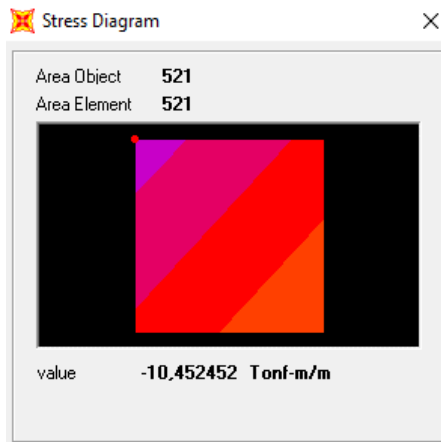 Stress Diagram
Area Object 521
Area Element 521
value -10,452452 Tonf-m/m